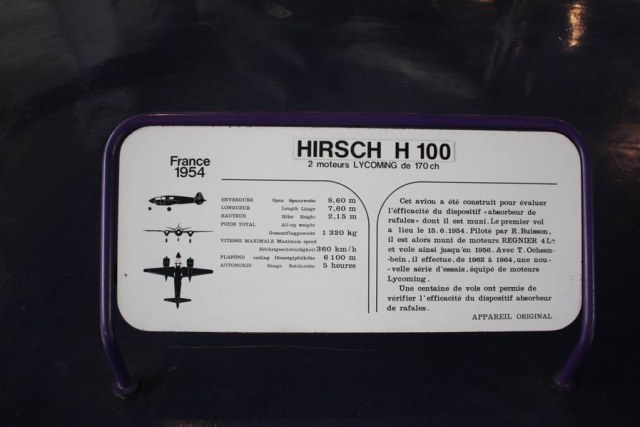 France
1954
HIRSCH H 100
2 moteurs LYCOMING de 170 ch
ENVERGURE Span Spannweite 8,60 m
LONGUEUR Length Länge 7,60 m
HAUTEUR Höhe Height 2,15 m
POIDS TOTAL All-up weight
Gesamtfluggewicht 1 320 kg
VITESSE MAXIMALE Maximum speed
Höchstgeschwindigkeit 360 km/h
PLAFOND ceiling Dienstgipfelhöhe 6 100 m
AUTONOMIE Range Reichweite 5 heures
Cet avion a été construit pour évaluer
l'efficacité du dispositif «absorbeur de
rafales» dont il est muni. Le premier vol
a lieu le 15.6.1954. Piloté par R. Buisson,
il est alors muni de moteurs REGNIER 4L
et vole ainsi jusqu'en 1956. Avec T. Ochsen-
bein, il effectue, de 1962 à 1964, une nou-
velle série d'essais, équipé de moteurs
Lycoming.
Une centaine de vols ont permis de
vérifier l'efficacité du dispositif absorbeur
de rafales.
APPAREIL ORIGINAL